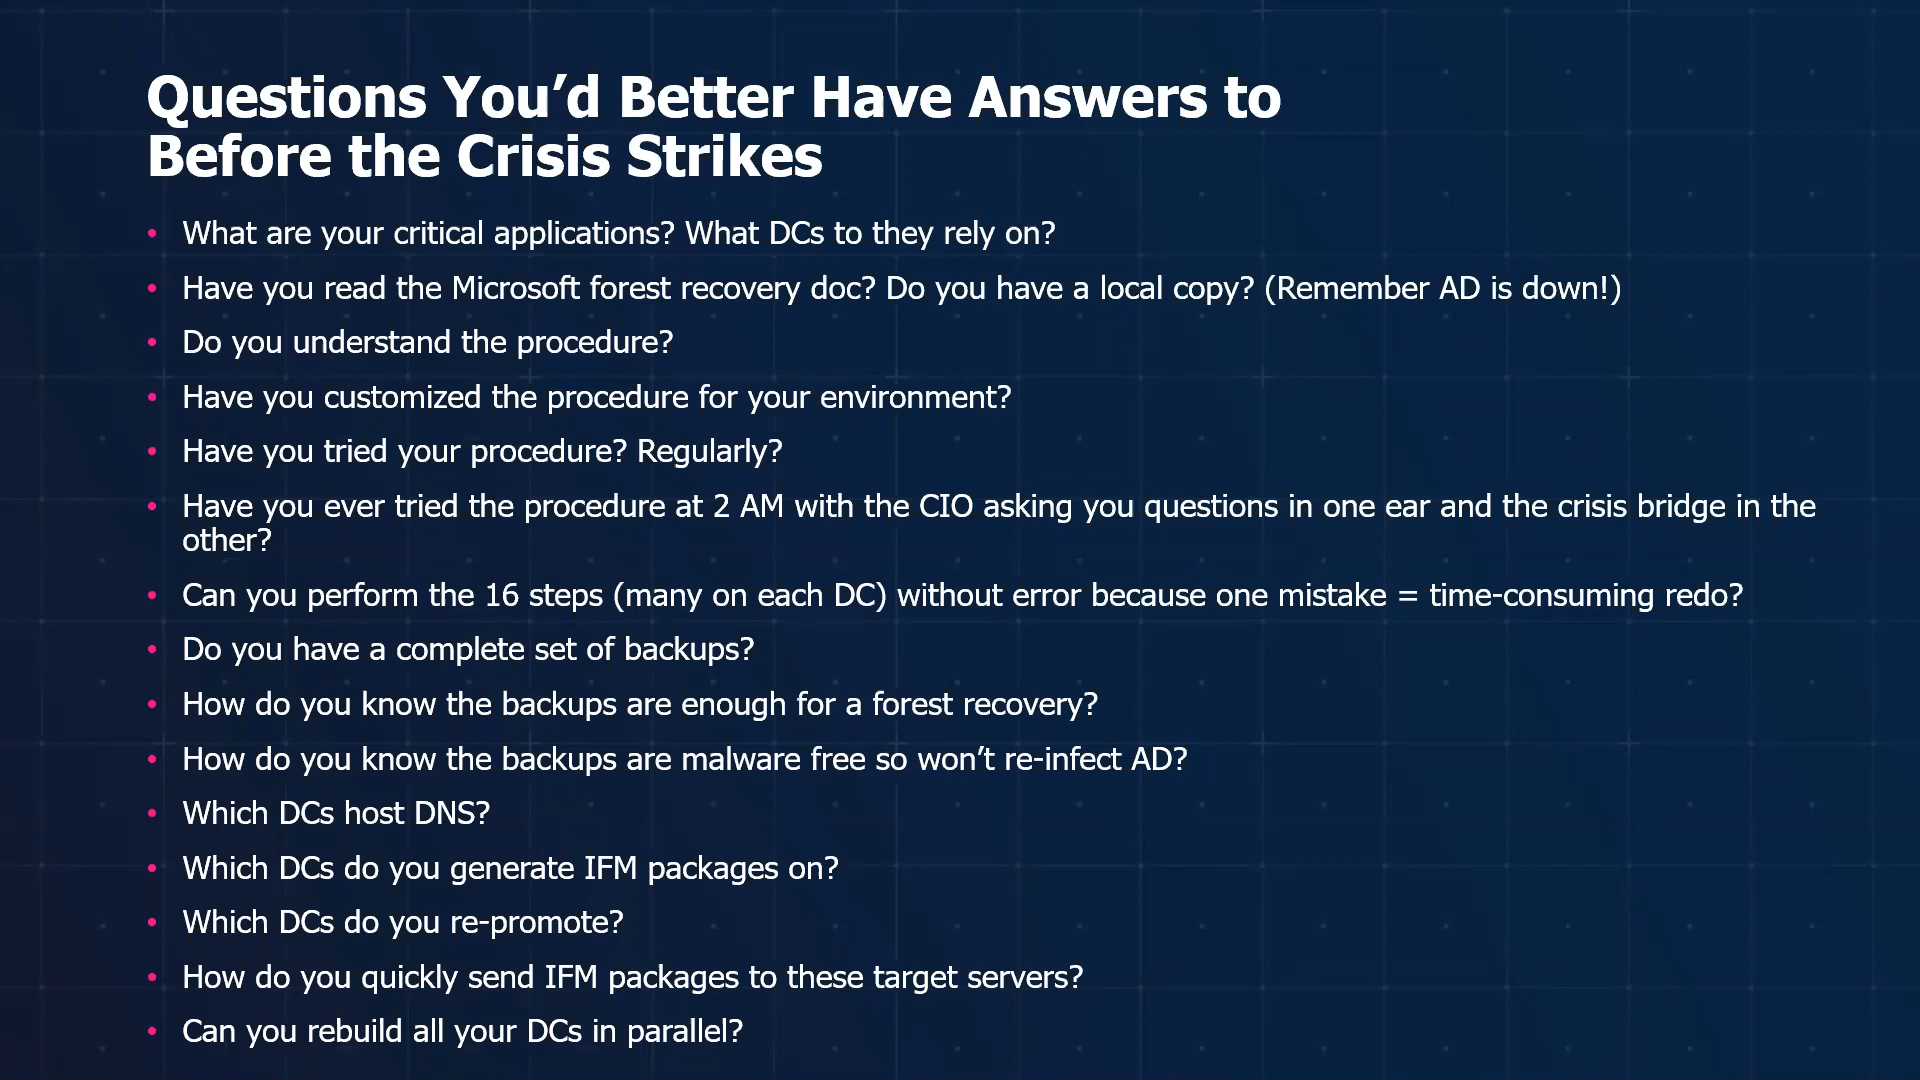 Questions You’d Better Have Answers to
Before the Crisis Strikes
• What are your critical applications? What DCs to they rely on?
• Have you read the Microsoft forest recovery doc? Do you have a local copy? (Remember AD is down!)
• Do you understand the procedure?
• Have you customized the procedure for your environment?
• Have you tried your procedure? Regularly?
• Have you ever tried the procedure at 2 AM with the CIO asking you questions in one ear and the crisis bridge in the
other?
• Can you perform the 16 steps (many on each DC) without error because one mistake = time-consuming redo?
• Do you have a complete set of backups?
• How do you know the backups are enough for a forest recovery?
• How do you know the backups are malware free so won’t re-infect AD?
• Which DCs host DNS?
• Which DCs do you generate IFM packages on?
• Which DCs do you re-promote?
• How do you quickly send IFM packages to these target servers?
• Can you rebuild all your DCs in parallel?